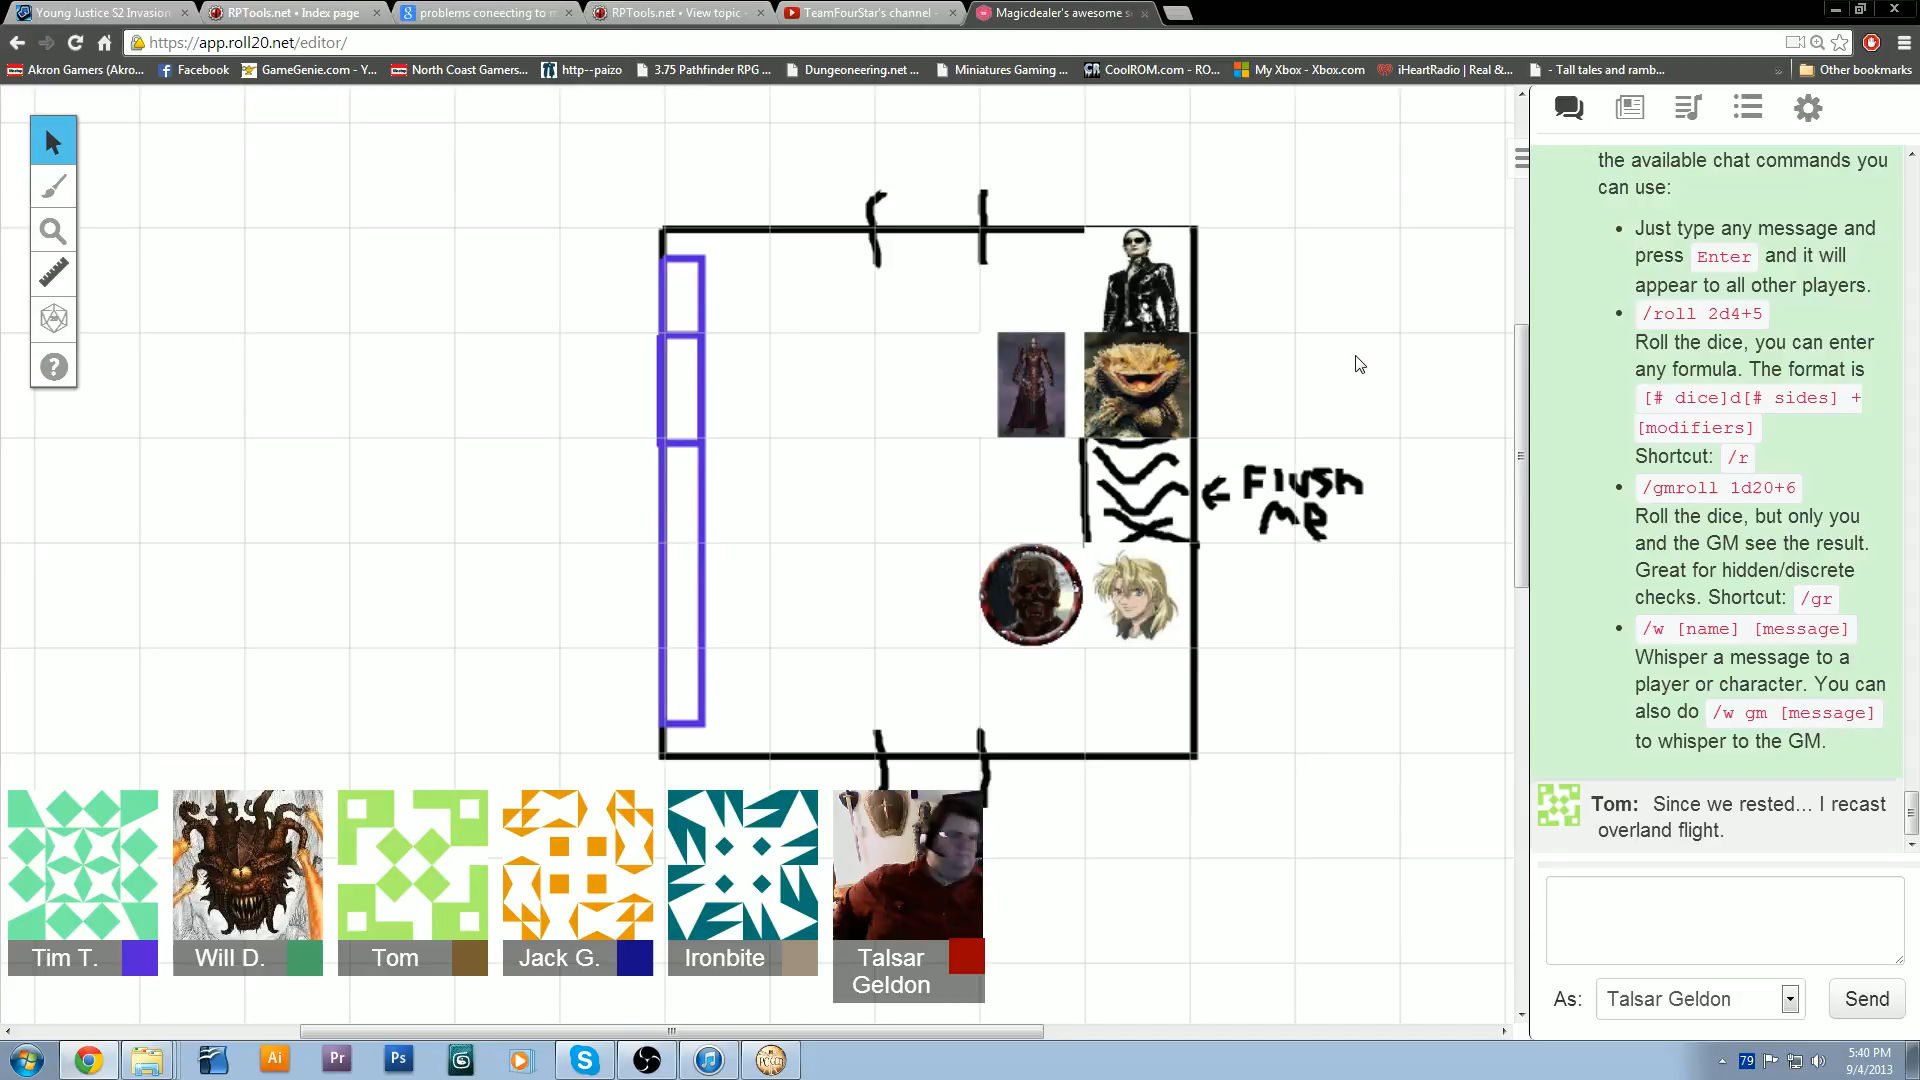 Young Justice S2 Invasion
RPTools.net • Index page
problems coneecting to m
RPTools.net • View topic -
TeamFourStar's channel -
Magicdealer's awesome s
https://app.roll20.net/editor/
Akron Gamers (Akro...
Facebook
GameGenie.com - Y...
North Coast Gamers...
http--paizo
3.75 Pathfinder RPG ...
Dungeoneering.net ...
Miniatures Gaming ...
CoolROM.com - RO...
My Xbox - Xbox.com
iHeartRadio | Real &...
- Tall tales and ramb...
» Other bookmarks
the available chat commands you
can use:
• Just type any message and
press Enter and it will
appear to all other players.
• /roll 2d4+5
Roll the dice, you can enter
any formula. The format is
[# dice]d[# sides] +
[modifiers]
Shortcut: /r
• /gmroll 1d20+6
Roll the dice, but only you
and the GM see the result.
Great for hidden/discrete
checks. Shortcut: /gr
• /w [name] [message]
Whisper a message to a
player or character. You can
also do /w gm [message]
to whisper to the GM.
Tom: Since we rested... I recast
overland flight.
As: Talsar Geldon
Send
← Flush
Me
Tim T.
Will D.
Tom
Jack G.
Ironbite
Talsar
Geldon
Ai
Pr
Ps
79
5:40 PM
9/4/2013